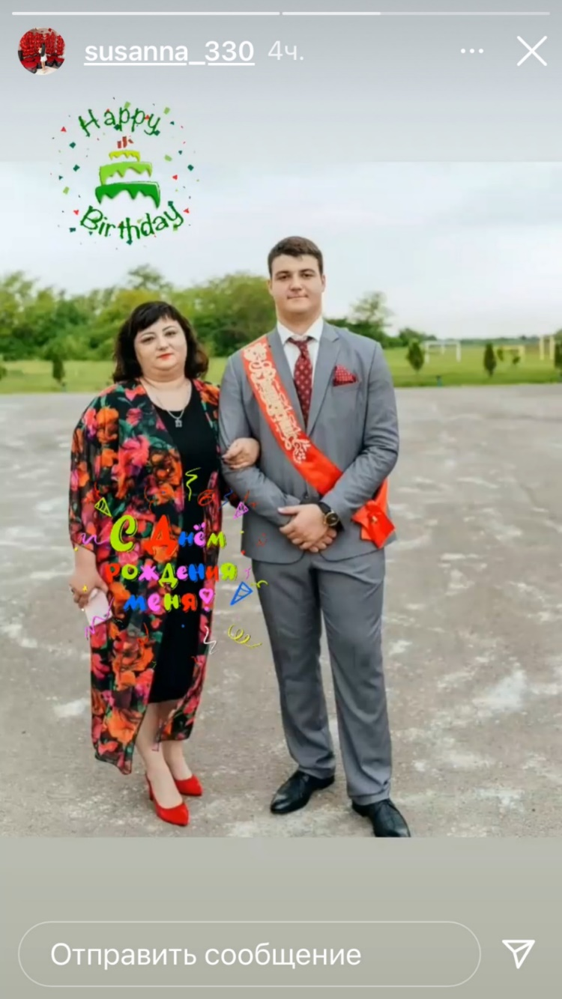 susanna_330 4ч.
Happy
Birthday
С Днём
рождения
меня
Отправить сообщение